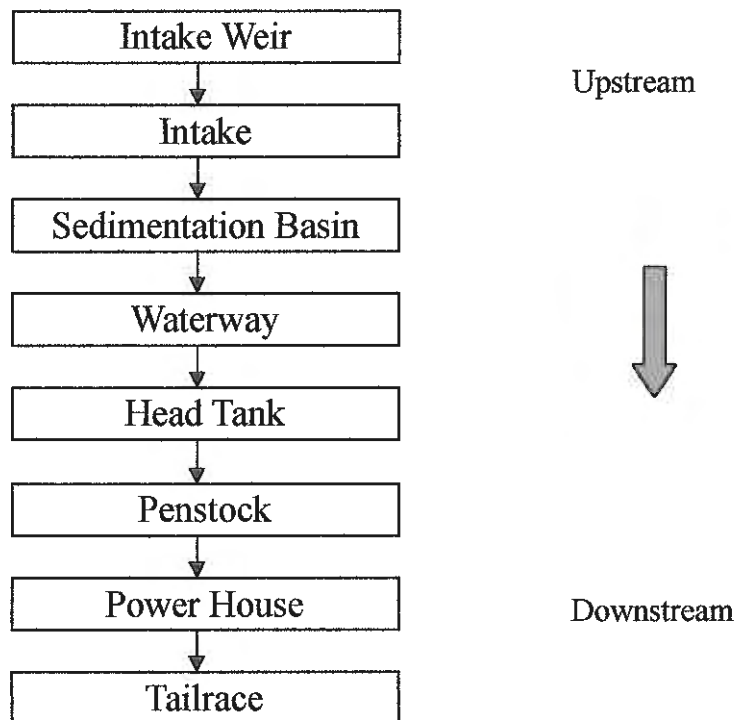 Intake Weir
Upstream
Intake
Sedimentation Basin
Waterway
Head Tank
Penstock
Power House
Downstream
Tailrace